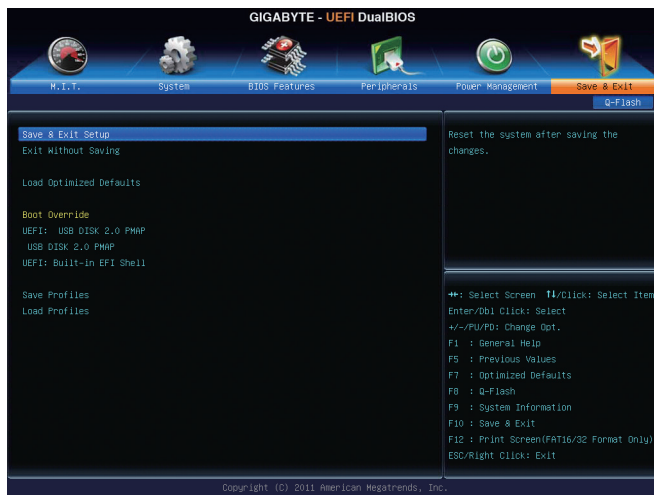 GIGABYTE - UEFI DualBIOS
M.I.T.
System
BIOS Features
Peripherals
Power Management
Save & Exit
Q-Flash
Save & Exit Setup
Exit Without Saving
Load Optimized Defaults
Boot Override
UEFI: USB DISK 2.0 PMAP
USB DISK 2.0 PMAP
UEFI: Built-in EFI Shell
Save Profiles
Load Profiles
Reset the system after saving the
changes.
→←: Select Screen ↑↓/Click: Select Item
Enter/Dbl Click: Select
+/-/PU/PD: Change Opt.
F1 : General Help
F5 : Previous Values
F7 : Optimized Defaults
F8 : Q-Flash
F9 : System Information
F10 : Save & Exit
F12 : Print Screen(FAT16/32 Format Only)
ESC/Right Click: Exit
Copyright (C) 2011 American Megatrends, Inc.